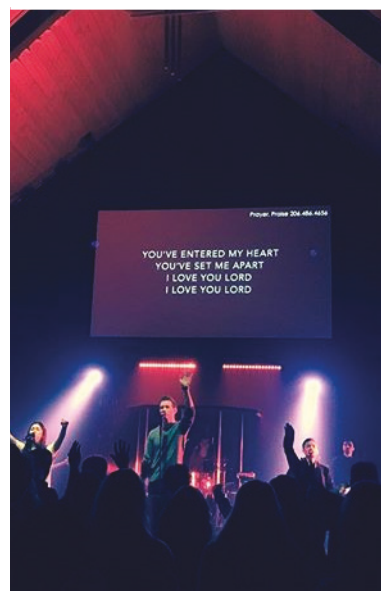 Prayer, Praise 206.486.4656
YOU'VE ENTERED MY HEART
YOU'VE SET ME APART
I LOVE YOU LORD
I LOVE YOU LORD